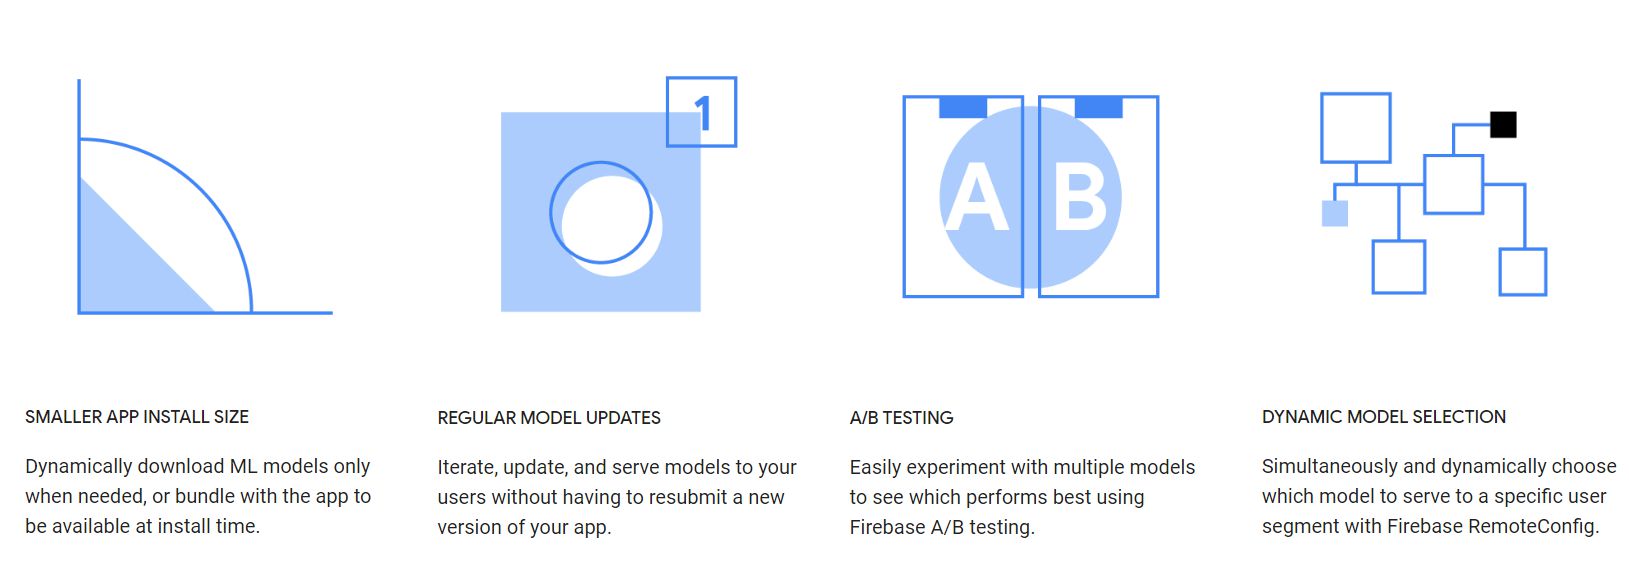 1
A B
SMALLER APP INSTALL SIZE
Dynamically download ML models only
when needed, or bundle with the app to
be available at install time.
REGULAR MODEL UPDATES
Iterate, update, and serve models to your
users without having to resubmit a new
version of your app.
A/B TESTING
Easily experiment with multiple models
to see which performs best using
Firebase A/B testing.
DYNAMIC MODEL SELECTION
Simultaneously and dynamically choose
which model to serve to a specific user
segment with Firebase RemoteConfig.